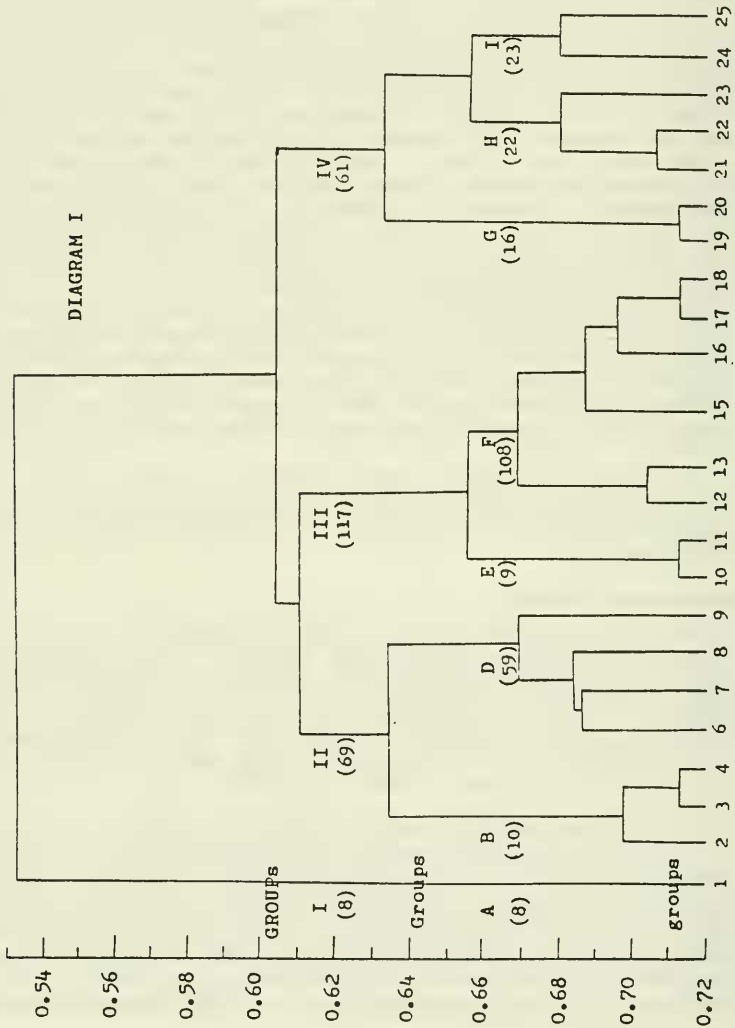 DIAGRAM I
0.54
0.56
0.58
0.60
0.62
0.64
0.66
0.68
0.70
0.72
GROUPs
I
(8)
II
(69)
III
(117)
IV
(61)
Groups
A
(8)
B
(10)
D
(59)
E
(9)
F
(108)
G
(16)
H
(22)
I
(23)
groups
1 2 3 4 6 7 8 9 10 11 12 13 15 16 17 18 19 20 21 22 23 24 25